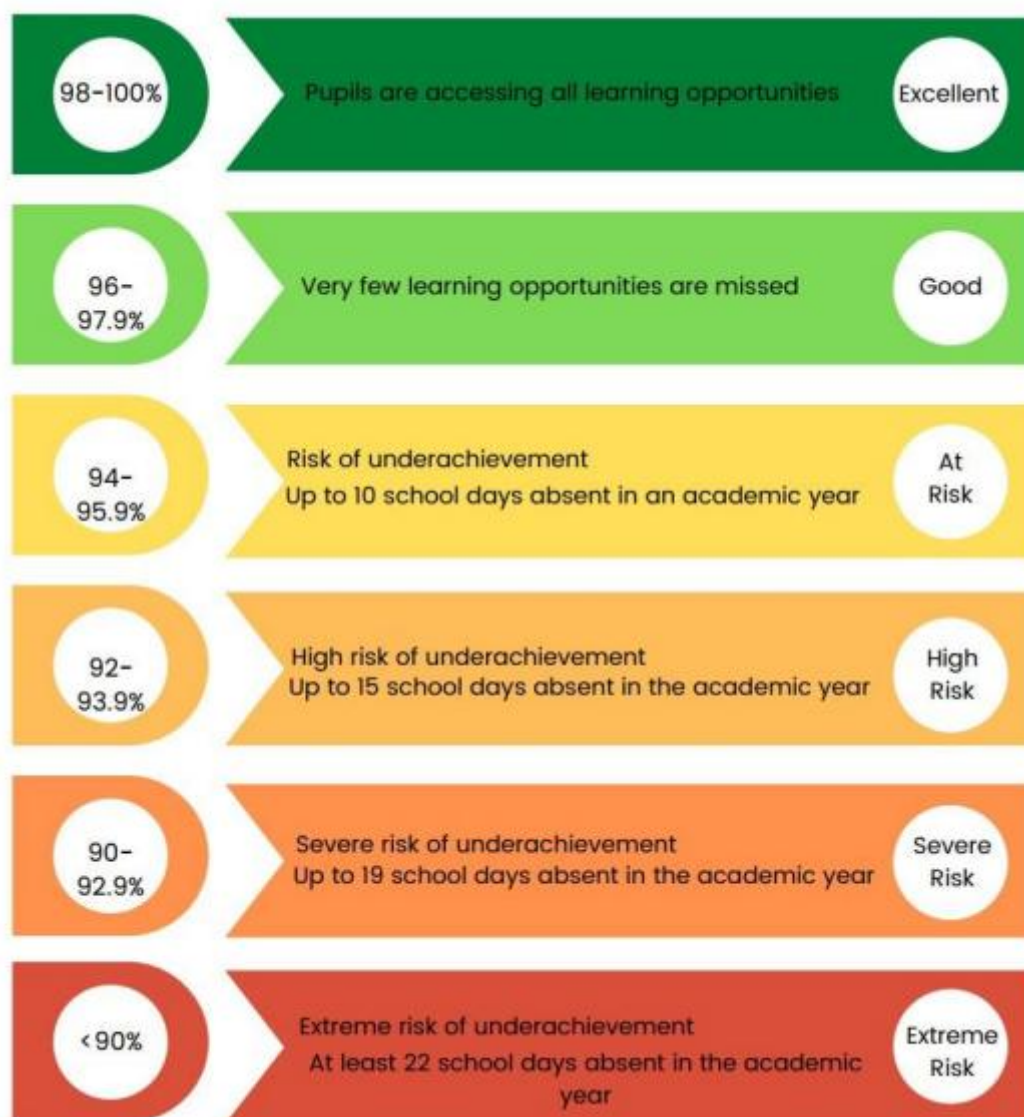 98-100%
Pupils are accessing all learning opportunities
Excellent
96-
97.9%
Very few learning opportunities are missed
Good
94-
95.9%
Risk of underachievement
Up to 10 school days absent in an academic year
At
Risk
92-
93.9%
High risk of underachievement
Up to 15 school days absent in the academic year
High
Risk
90-
92.9%
Severe risk of underachievement
Up to 19 school days absent in the academic year
Severe
Risk
<90%
Extreme risk of underachievement
At least 22 school days absent in the academic
year
Extreme
Risk